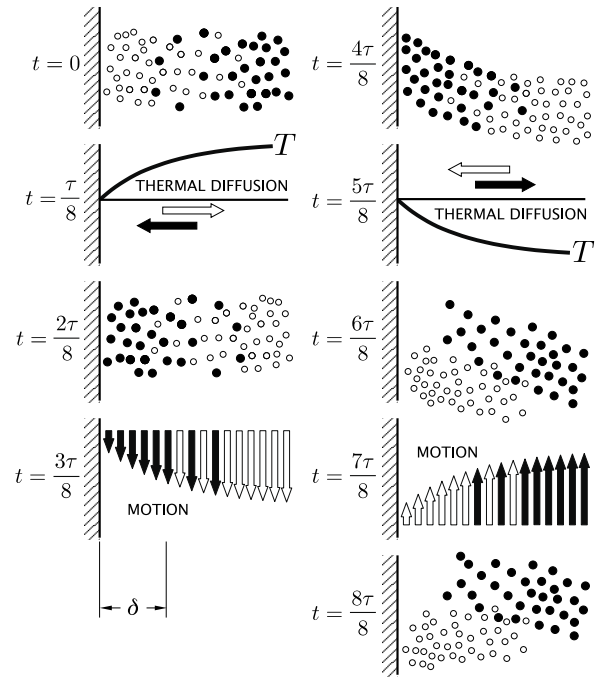 t = 0
t = τ/8
T
THERMAL DIFFUSION
t = 2τ/8
t = 3τ/8
MOTION
δ
t = 4τ/8
t = 5τ/8
THERMAL DIFFUSION
T
t = 6τ/8
t = 7τ/8
MOTION
t = 8τ/8